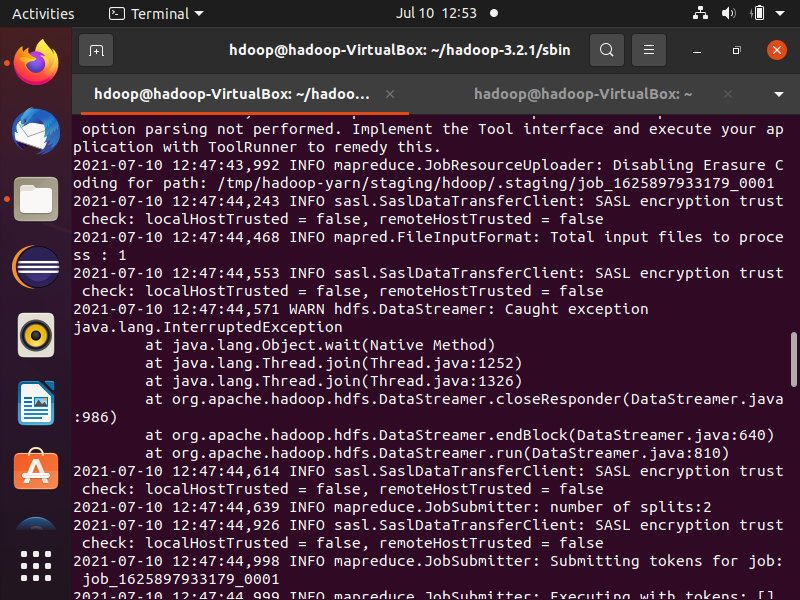 Activities Terminal Jul 10 12:53
hdoop@hadoop-VirtualBox: ~/hadoop-3.2.1/sbin
hdoop@hadoop-VirtualBox: ~/hadoo... hadoop@hadoop-VirtualBox: ~
option parsing not performed. Implement the Tool interface and execute your ap
plication with ToolRunner to remedy this.
2021-07-10 12:47:43,992 INFO mapreduce.JobResourceUploader: Disabling Erasure C
oding for path: /tmp/hadoop-yarn/staging/hdoop/.staging/job_1625897933179_0001
2021-07-10 12:47:44,243 INFO sasl.SaslDataTransferClient: SASL encryption trust
check: localHostTrusted = false, remoteHostTrusted = false
2021-07-10 12:47:44,468 INFO mapred.FileInputFormat: Total input files to proce
ss : 1
2021-07-10 12:47:44,553 INFO sasl.SaslDataTransferClient: SASL encryption trust
check: localHostTrusted = false, remoteHostTrusted = false
2021-07-10 12:47:44,571 WARN hdfs.DataStreamer: Caught exception
java.lang.InterruptedException
at java.lang.Object.wait(Native Method)
at java.lang.Thread.join(Thread.java:1252)
at java.lang.Thread.join(Thread.java:1326)
at org.apache.hadoop.hdfs.DataStreamer.closeResponder(DataStreamer.java
:986)
at org.apache.hadoop.hdfs.DataStreamer.endBlock(DataStreamer.java:640)
at org.apache.hadoop.hdfs.DataStreamer.run(DataStreamer.java:810)
2021-07-10 12:47:44,614 INFO sasl.SaslDataTransferClient: SASL encryption trust
check: localHostTrusted = false, remoteHostTrusted = false
2021-07-10 12:47:44,639 INFO mapreduce.JobSubmitter: number of splits:2
2021-07-10 12:47:44,926 INFO sasl.SaslDataTransferClient: SASL encryption trust
check: localHostTrusted = false, remoteHostTrusted = false
2021-07-10 12:47:44,998 INFO mapreduce.JobSubmitter: Submitting tokens for job:
job_1625897933179_0001
2021-07-10 12:47:44,999 INFO mapreduce.JobSubmitter: Executing with tokens: []